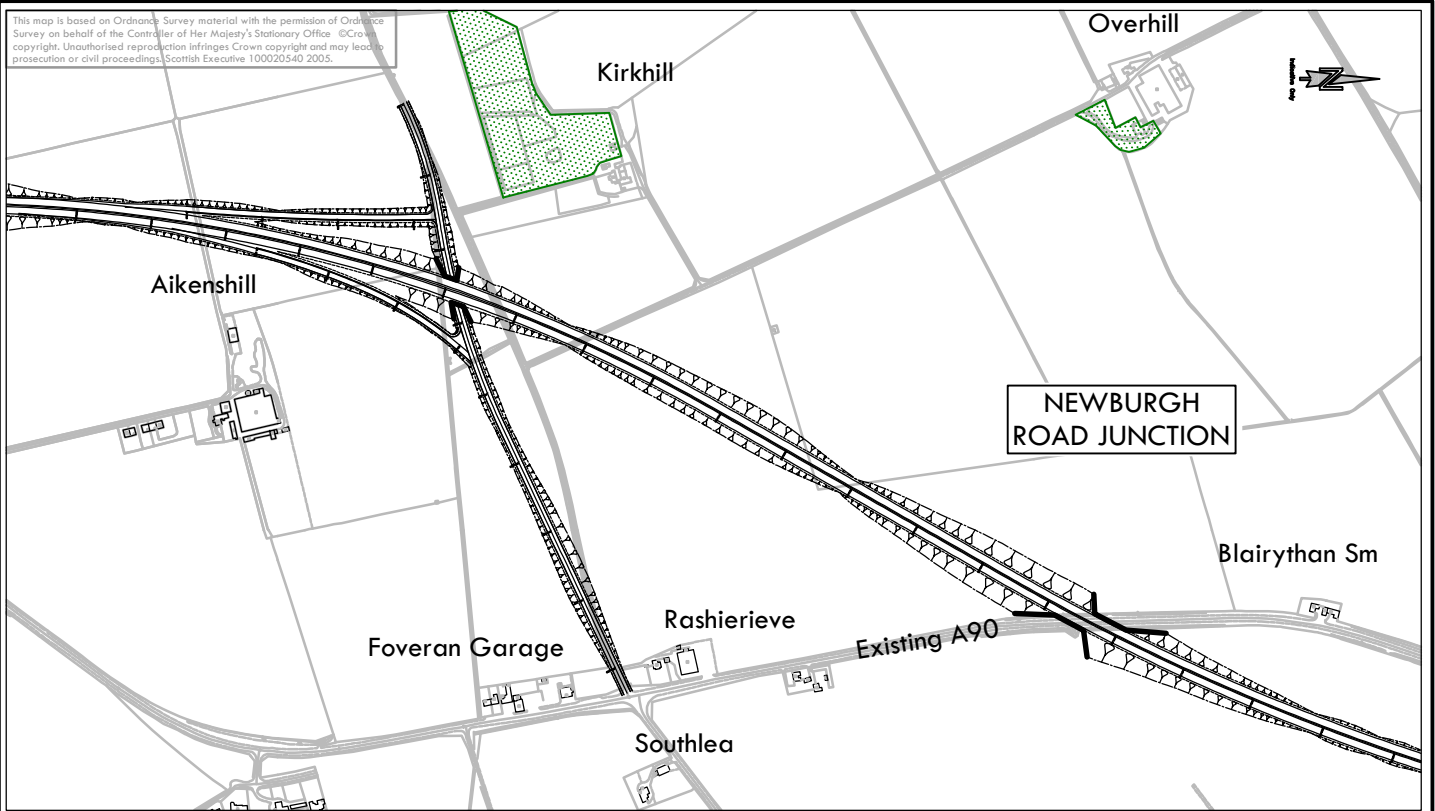 This map is based on Ordnance Survey material with the permission of Ordnance
Survey on behalf of the Controller of Her Majesty's Stationary Office ©Crown
copyright. Unauthorised reproduction infringes Crown copyright and may lead to
prosecution or civil proceedings. Scottish Executive 100020540 2005.
Overhill
Kirkhill
Indicative Only
N
Aikenshill
NEWBURGH
ROAD JUNCTION
Blairythan Sm
Rashierieve
Existing A90
Foveran Garage
Southlea